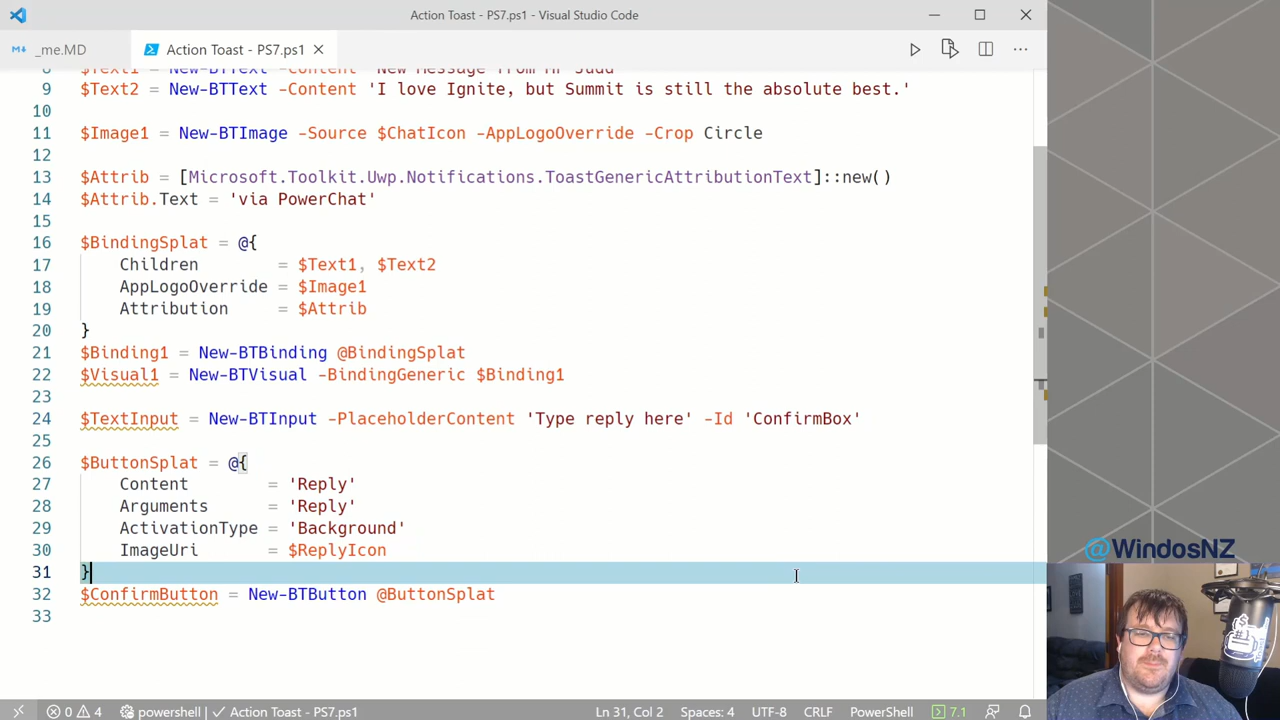 Action Toast - PS7.ps1 - Visual Studio Code
_me.MD
Action Toast - PS7.ps1
8 $Text1 = New-BTText -Content 'New Message from Mr Judd'
9 $Text2 = New-BTText -Content 'I love Ignite, but Summit is still the absolute best.'
10
11 $Image1 = New-BTImage -Source $ChatIcon -AppLogoOverride -Crop Circle
12
13 $Attrib = [Microsoft.Toolkit.Uwp.Notifications.ToastGenericAttributionText]::new()
14 $Attrib.Text = 'via PowerChat'
15
16 $BindingSplat = @{
17 Children = $Text1, $Text2
18 AppLogoOverride = $Image1
19 Attribution = $Attrib
20 }
21 $Binding1 = New-BTBinding @BindingSplat
22 $Visual1 = New-BTVisual -BindingGeneric $Binding1
23
24 $TextInput = New-BTInput -PlaceholderContent 'Type reply here' -Id 'ConfirmBox'
25
26 $ButtonSplat = @{
27 Content = 'Reply'
28 Arguments = 'Reply'
29 ActivationType = 'Background'
30 ImageUri = $ReplyIcon
31 }
32 $ConfirmButton = New-BTButton @ButtonSplat
33
@WindosNZ
0 4 powershell Action Toast - PS7.ps1 Ln 31, Col 2 Spaces: 4 UTF-8 CRLF PowerShell 7.1